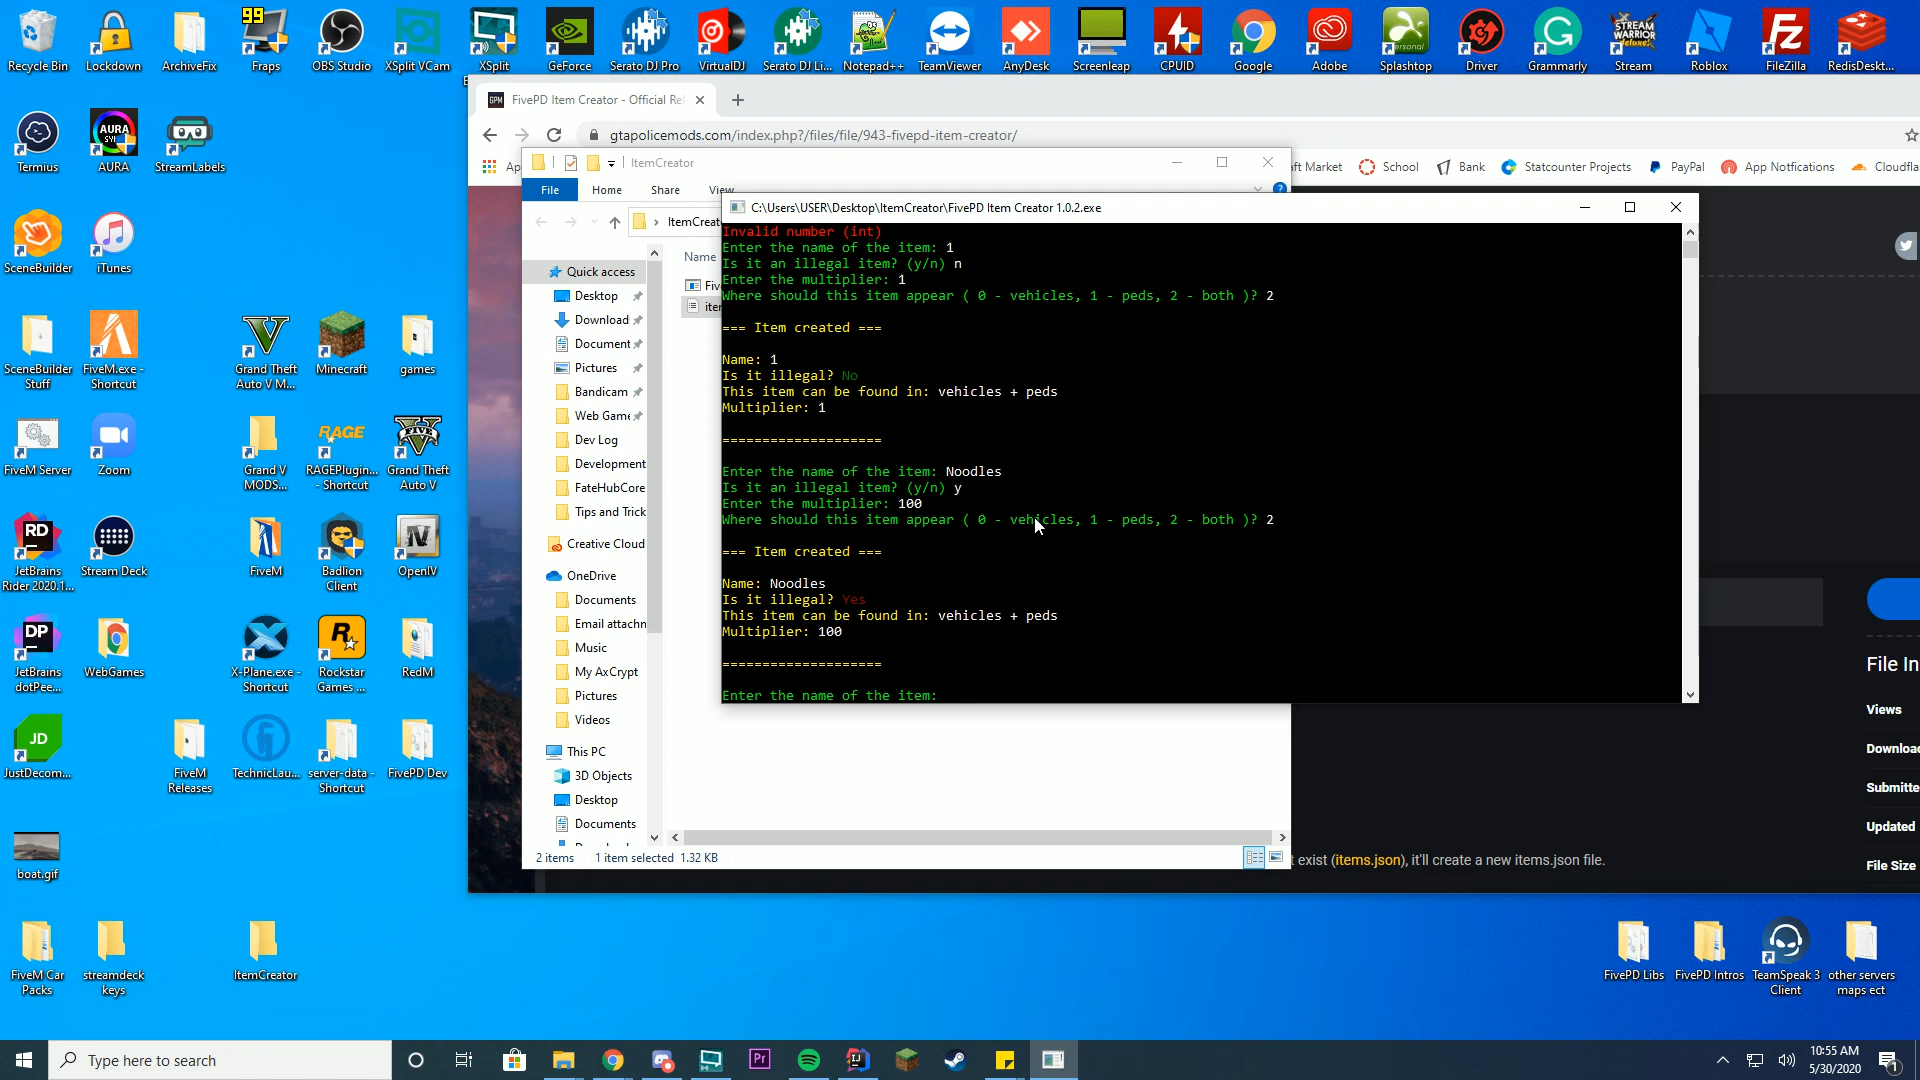 99
Recycle Bin
Lockdown
ArchiveFix
Fraps
OBS Studio
XSplit VCam
XSplit
GeForce
Serato DJ Pro
VirtualDJ
Serato DJ Li...
Notepad++
TeamViewer
AnyDesk
Screenleap
CPUID
Google
Adobe
Splashtop
Driver
Grammarly
Stream
Roblox
FileZilla
RedisDeskt...
FivePD Item Creator - Official Rel
gtapolicemods.com/index.php?/files/file/943-fivepd-item-creator/
Ap
ft Market
School
Bank
Statcounter Projects
PayPal
App Notifcations
Cloudfla
Termius
AURA
StreamLabels
SceneBuilder
iTunes
SceneBuilder
Stuff
FiveM.exe -
Shortcut
Grand Theft
Auto V M...
Minecraft
games
FiveM Server
Zoom
Grand V
MODS...
RAGEPlugin...
- Shortcut
Grand Theft
Auto V
JetBrains
Rider 2020.1...
Stream Deck
FiveM
Badlion
Client
OpenIV
JetBrains
dotPee...
WebGames
X-Plane.exe -
Shortcut
Rockstar
Games ...
RedM
JustDecom...
FiveM
Releases
TechnicLau...
server-data -
Shortcut
FivePD Dev
boat.gif
FiveM Car
Packs
streamdeck
keys
ItemCreator
FivePD Libs
FivePD Intros
TeamSpeak 3
Client
other servers
maps ect
ItemCreator
File
Home
Share
View
ItemCreat
Name
Quick access
Desktop
Download
Document
Pictures
Bandicam
Web Game
Dev Log
Development
FateHubCore
Tips and Trick
Creative Cloud
OneDrive
Documents
Email attachn
Music
My AxCrypt
Pictures
Videos
This PC
3D Objects
Desktop
Documents
Fiv
iter
2 items
1 item selected 1.32 KB
C:\Users\USER\Desktop\ItemCreator\FivePD Item Creator 1.0.2.exe
Invalid number (int)
Enter the name of the item: 1
Is it an illegal item? (y/n) n
Enter the multiplier: 1
Where should this item appear ( 0 - vehicles, 1 - peds, 2 - both )? 2
=== Item created ===
Name: 1
Is it illegal? No
This item can be found in: vehicles + peds
Multiplier: 1
====================
Enter the name of the item: Noodles
Is it an illegal item? (y/n) y
Enter the multiplier: 100
Where should this item appear ( 0 - vehicles, 1 - peds, 2 - both )? 2
=== Item created ===
Name: Noodles
Is it illegal? Yes
This item can be found in: vehicles + peds
Multiplier: 100
====================
Enter the name of the item:
File In
Views
Downloac
Submitte
Updated
File Size
t exist (items.json), it'll create a new items.json file.
Type here to search
10:55 AM
5/30/2020
1